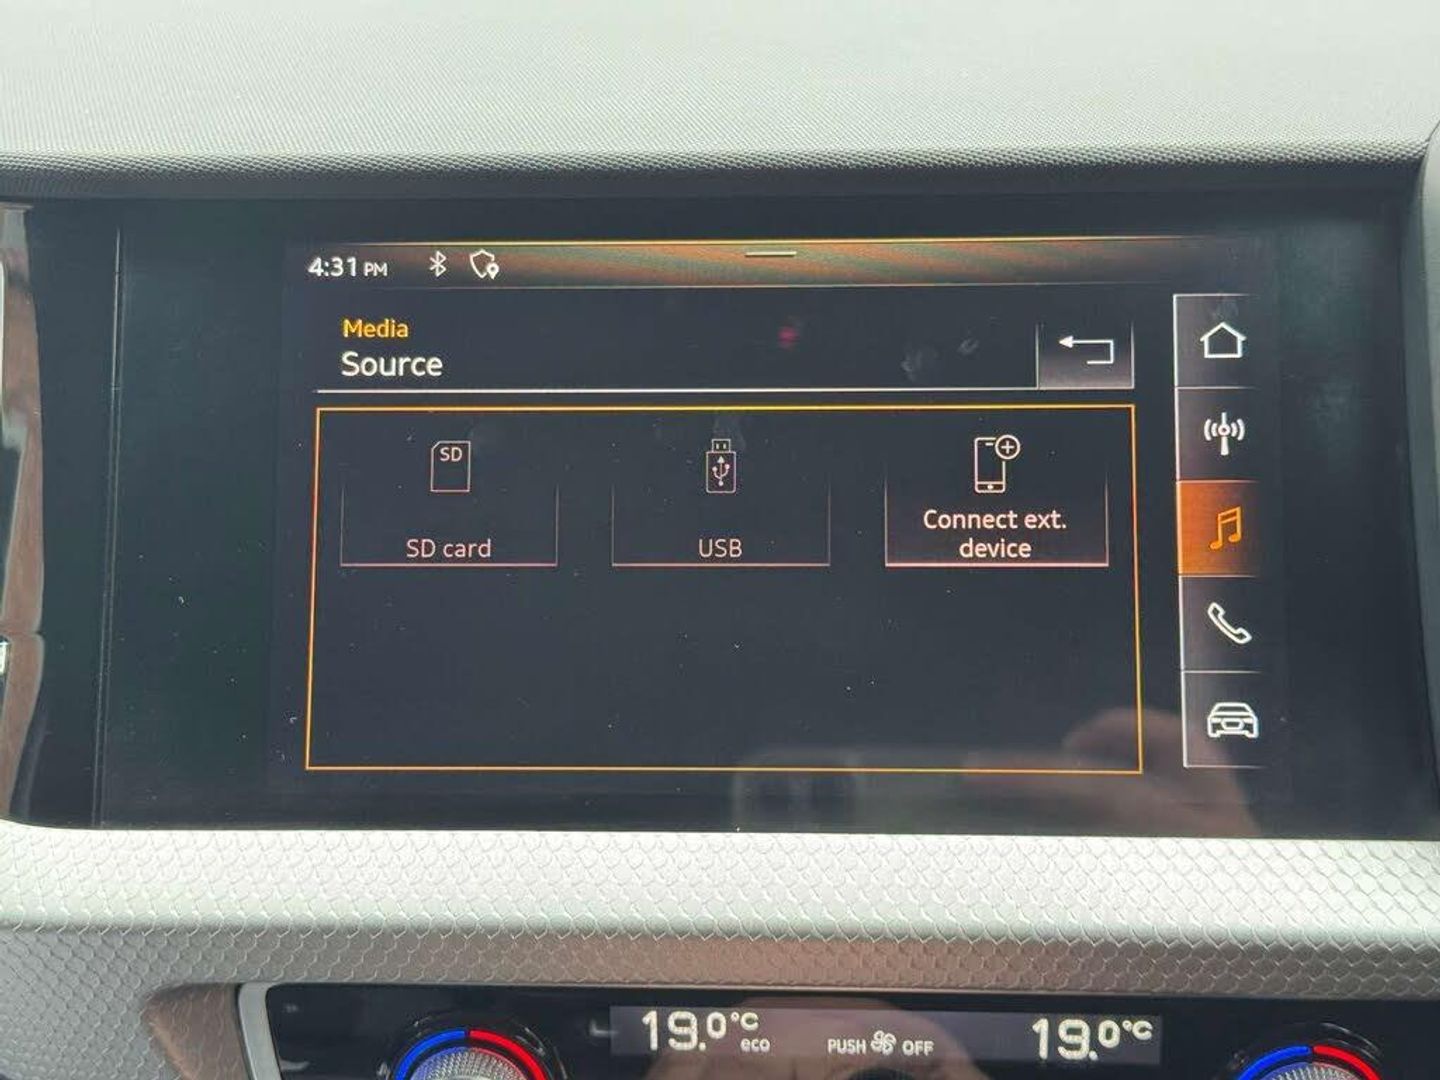 4:31 PM
Media
Source
SD
SD card
USB
Connect ext.
device
19.0°C
eco
PUSH OFF
19.0°C